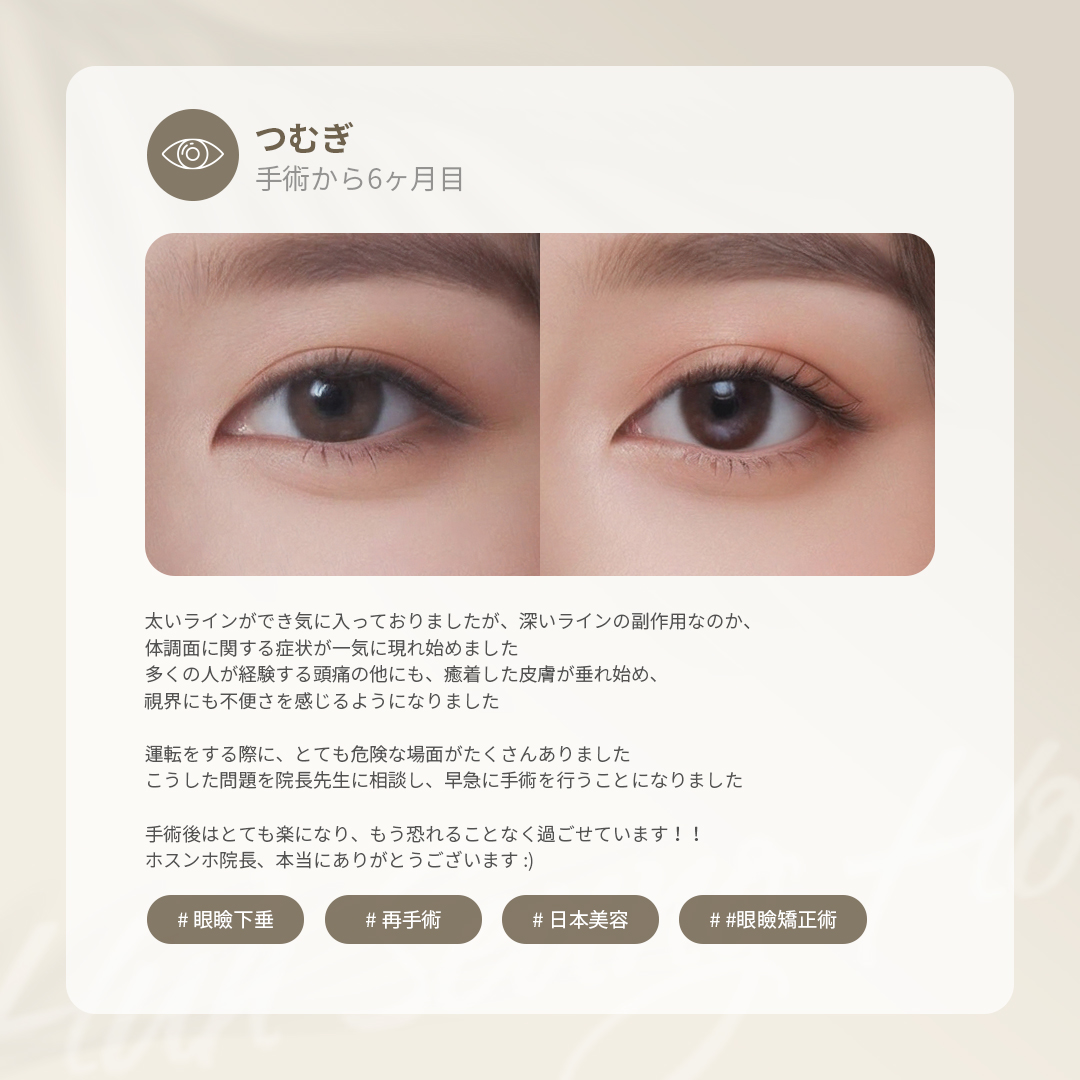 つむぎ
手術から6ヶ月目
太いラインができ気に入っておりましたが、深いラインの副作用なのか、
体調面に関する症状が一気に現れ始めました
多くの人が経験する頭痛の他にも、癒着した皮膚が垂れ始め、
視界にも不便さを感じるようになりました
運転をする際に、とても危険な場面がたくさんありました
こうした問題を院長先生に相談し、早急に手術を行うことになりました
手術後はとても楽になり、もう恐れることなく過ごせています！！
ホスンホ院長、本当にありがとうございます :)
# 眼瞼下垂
# 再手術
# 日本美容
# #眼瞼矯正術